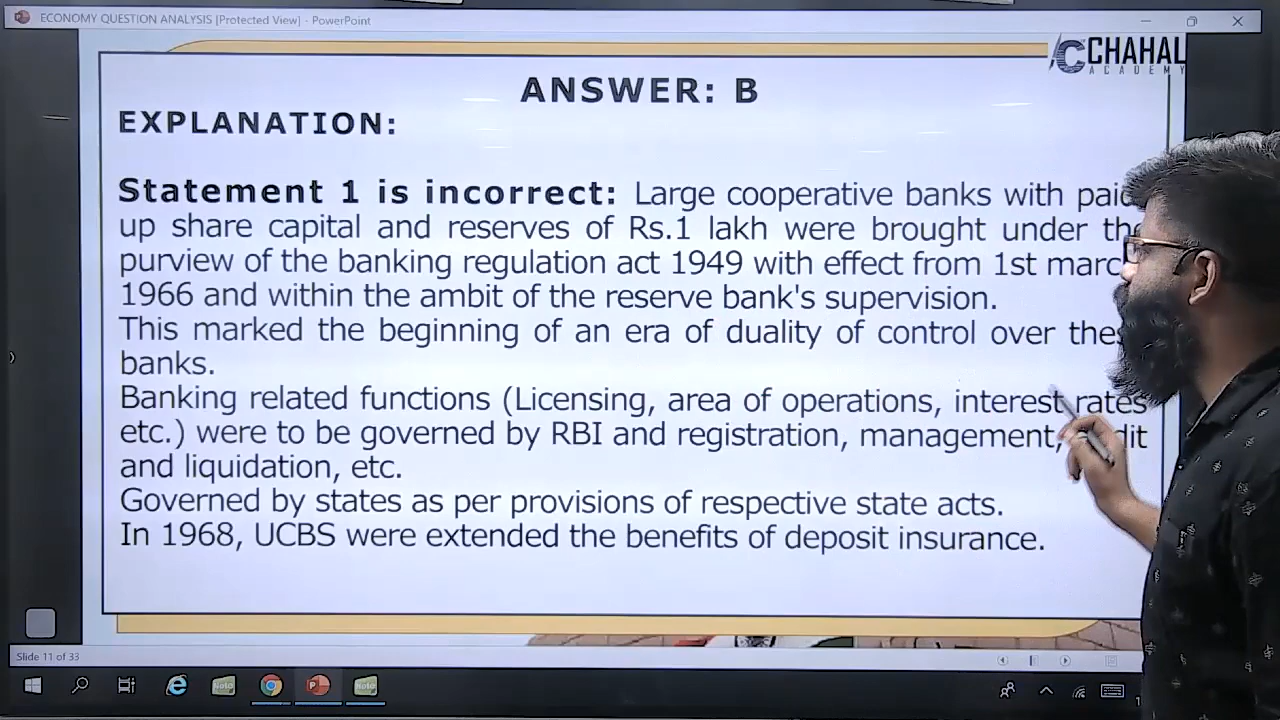 ECONOMY QUESTION ANALYSIS [Protected View] - PowerPoint
CHAHAL
ACADEMY
ANSWER: B
EXPLANATION:
Statement 1 is incorrect: Large cooperative banks with
up share capital and reserves of Rs.1 lakh were brought under
purview of the banking regulation act 1949 with effect from 1st
1966 and within the ambit of the reserve bank's supervision.
This marked the beginning of an era of duality of control over
banks.
Banking related functions (Licensing, area of operations, interest rates
etc.) were to be governed by RBI and registration, management,
and liquidation, etc.
Governed by states as per provisions of respective state acts.
In 1968, UCBS were extended the benefits of deposit insurance.
Slide 11 of 33
Note
Note